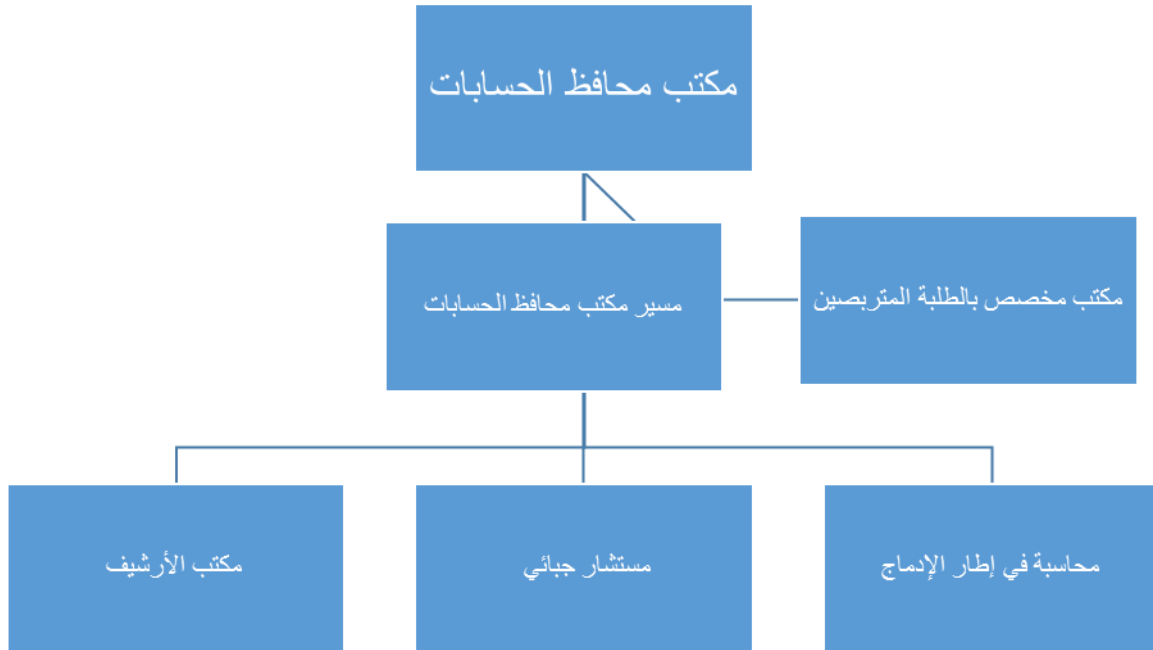 مكتب محافظ الحسابات
مسير مكتب محافظ الحسابات
مكتب مخصص بالطلبة المتربصين
محاسبة في إطار الإدماج
مستشار جبائي
مكتب الأرشيف